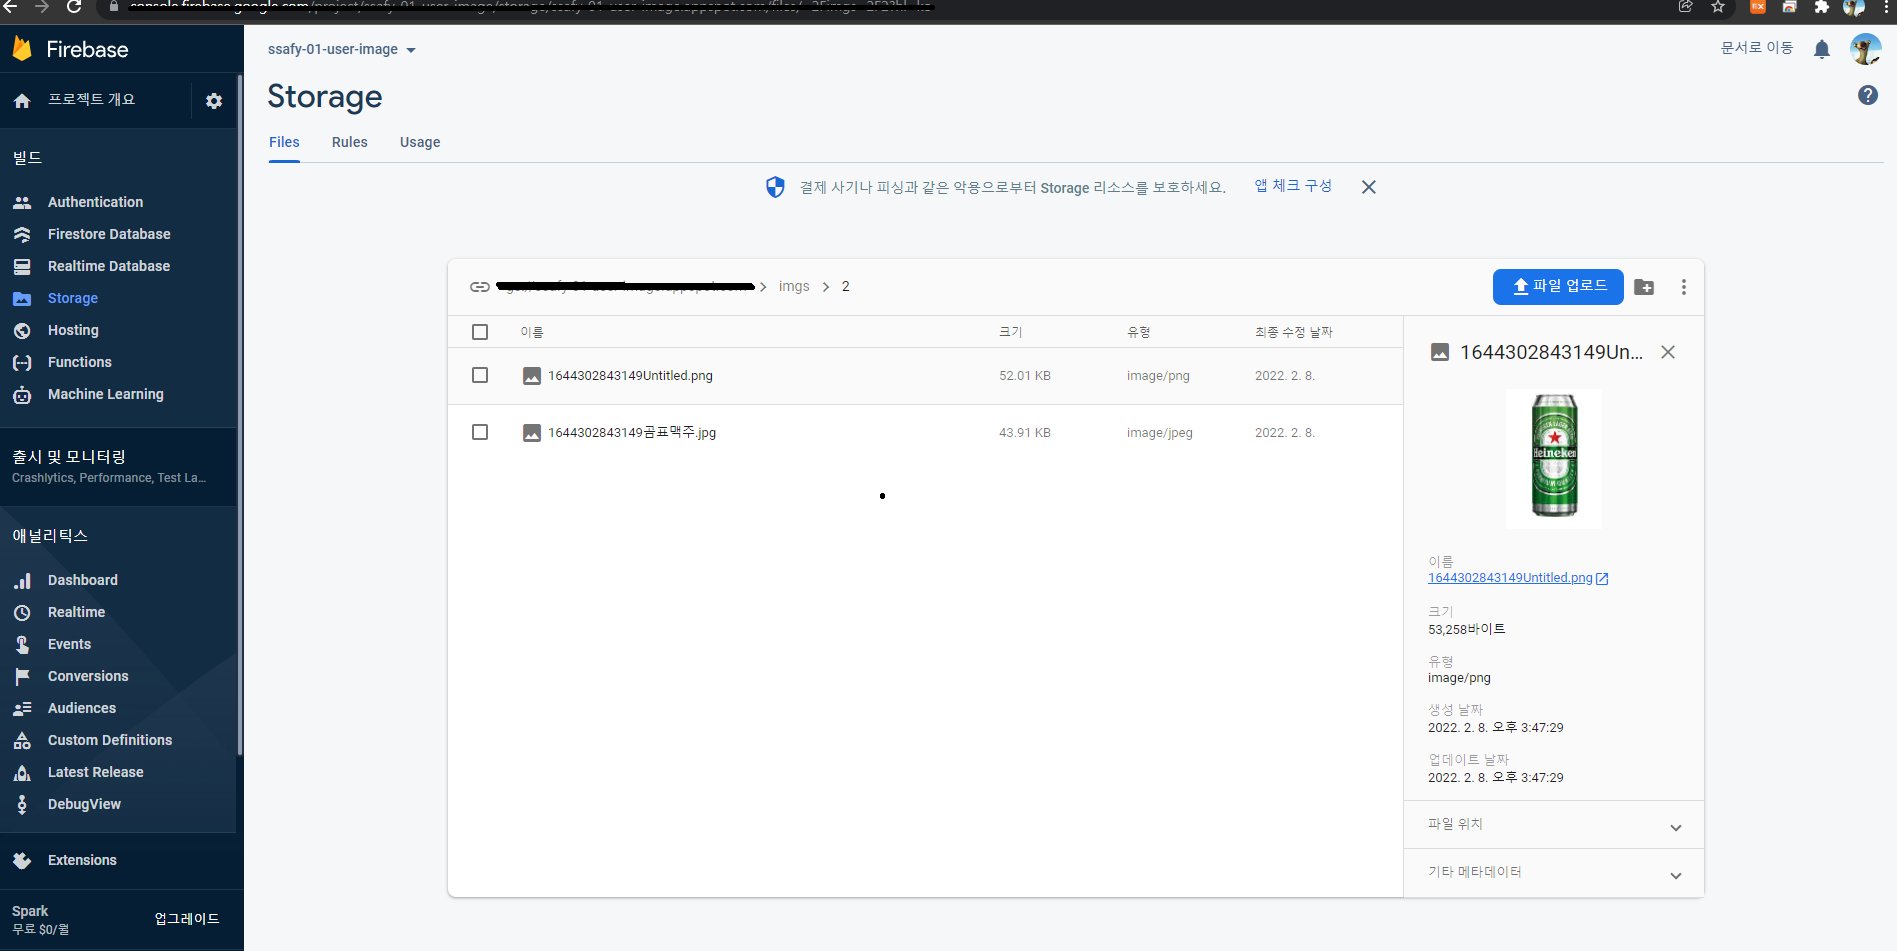 Firebase
프로젝트 개요
빌드
Authentication
Firestore Database
Realtime Database
Storage
Hosting
Functions
Machine Learning
출시 및 모니터링
Crashlytics, Performance, Test La...
애널리틱스
Dashboard
Realtime
Events
Conversions
Audiences
Custom Definitions
Latest Release
DebugView
Extensions
Spark
무료 $0/월
업그레이드
ssafy-01-user-image
문서로 이동
Storage
Files Rules Usage
결제 사기나 피싱과 같은 악용으로부터 Storage 리소스를 보호하세요. 앱 체크 구성
imgs > 2
파일 업로드
이름 크기 유형 최종 수정 날짜
1644302843149Untitled.png 52.01 KB image/png 2022. 2. 8.
1644302843149곰표맥주.jpg 43.91 KB image/jpeg 2022. 2. 8.
1644302843149Un...
Heineken
이름
1644302843149Untitled.png
크기
53,258바이트
유형
image/png
생성 날짜
2022. 2. 8. 오후 3:47:29
업데이트 날짜
2022. 2. 8. 오후 3:47:29
파일 위치
기타 메타데이터